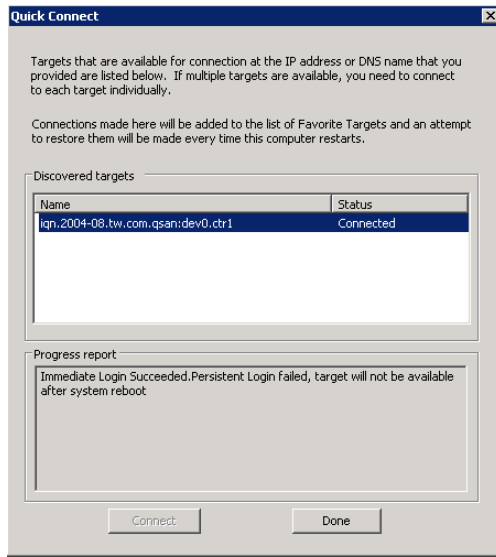 Quick Connect
Targets that are available for connection at the IP address or DNS name that you
provided are listed below.  If multiple targets are available, you need to connect
to each target individually.
Connections made here will be added to the list of Favorite Targets and an attempt
to restore them will be made every time this computer restarts.
Discovered targets
Name Status
iqn.2004-08.tw.com.qsan:dev0.ctr1 Connected
Progress report
Immediate Login Succeeded.Persistent Login failed, target will not be available
after system reboot
Connect Done